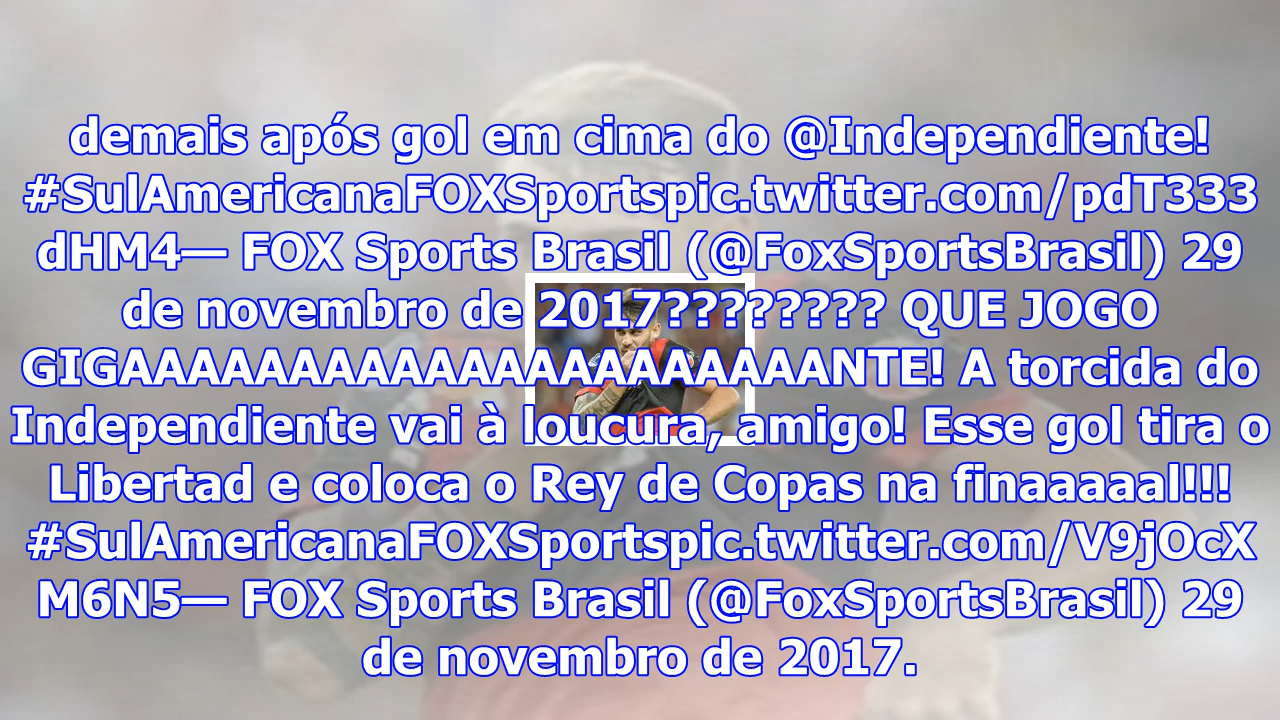 demais após gol em cima do @Independiente!
#SulAmericanaFOXSportspic.twitter.com/pdT333
dHM4— FOX Sports Brasil (@FoxSportsBrasil) 29
de novembro de 2017???????? QUE JOGO
GIGAAAAAAAAAAAAAAAAAAAAAANTE! A torcida do
Independiente vai à loucura, amigo! Esse gol tira o
Libertad e coloca o Rey de Copas na finaaaaaal!!!
#SulAmericanaFOXSportspic.twitter.com/V9jOcX
M6N5— FOX Sports Brasil (@FoxSportsBrasil) 29
de novembro de 2017.